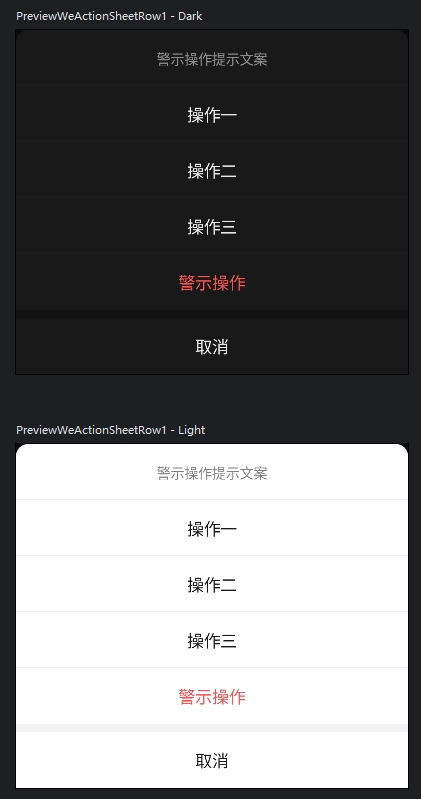 PreviewWeActionSheetRow1 - Dark
警示操作提示文案
操作一
操作二
操作三
警示操作
取消
PreviewWeActionSheetRow1 - Light
警示操作提示文案
操作一
操作二
操作三
警示操作
取消